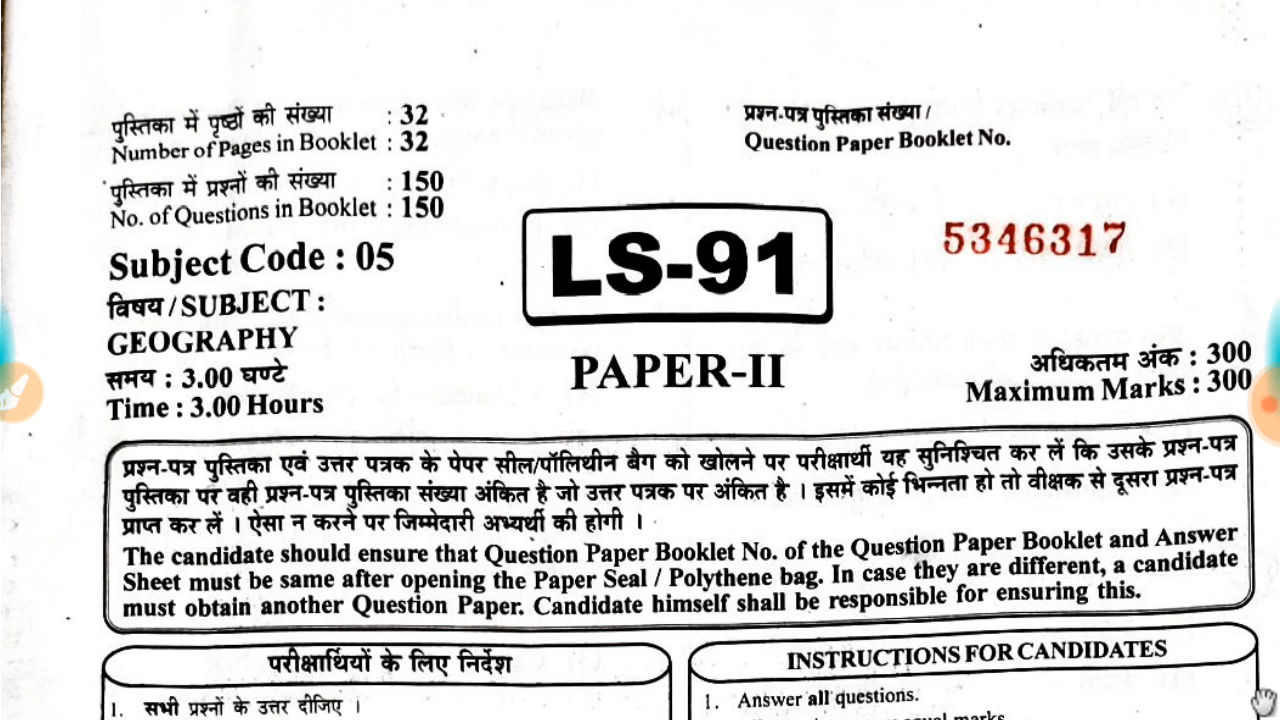 पुस्तिका में पृष्ठों की संख्या : 32
Number of Pages in Booklet : 32
पुस्तिका में प्रश्नों की संख्या : 150
No. of Questions in Booklet : 150
Subject Code : 05
विषय / SUBJECT :
GEOGRAPHY
समय : 3.00 घण्टे
Time : 3.00 Hours
LS-91
PAPER-II
प्रश्न-पत्र पुस्तिका संख्या /
Question Paper Booklet No.
5346317
अधिकतम अंक : 300
Maximum Marks : 300
प्रश्न-पत्र पुस्तिका एवं उत्तर पत्रक के पेपर सील/पॉलिथीन बैग को खोलने पर परीक्षार्थी यह सुनिश्चित कर लें कि उसके प्रश्न-पत्र
पुस्तिका पर वही प्रश्न-पत्र पुस्तिका संख्या अंकित है जो उत्तर पत्रक पर अंकित है । इसमें कोई भिन्नता हो तो वीक्षक से दूसरा प्रश्न-पत्र
प्राप्त कर लें । ऐसा न करने पर जिम्मेदारी अभ्यर्थी की होगी ।
The candidate should ensure that Question Paper Booklet No. of the Question Paper Booklet and Answer
Sheet must be same after opening the Paper Seal / Polythene bag. In case they are different, a candidate
must obtain another Question Paper. Candidate himself shall be responsible for ensuring this.
परीक्षार्थियों के लिए निर्देश
1. सभी प्रश्नों के उत्तर दीजिए ।
INSTRUCTIONS FOR CANDIDATES
1. Answer all questions.
equal marks